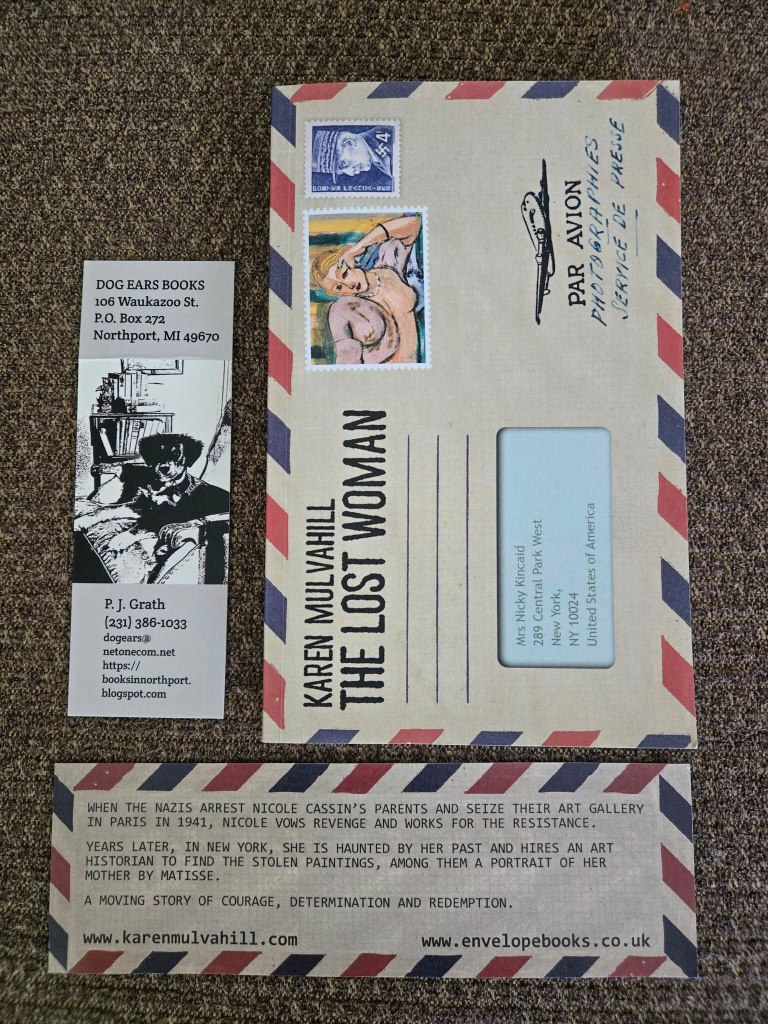 DOG EARS BOOKS
106 Waukazoo St.
P.O. Box 272
Northport, MI 49670
P. J. Grath
(231) 386-1033
dogears@
netonecom.net
https://
booksinnorthport.
blogspot.com
KAREN MULVAHILL
THE LOST WOMAN
PAR AVION
PHOTOGRAPHIES
SERVICE DE PRESSE
Mrs Nicky Kincaid
289 Central Park West
New York,
NY 10024
United States of America
WHEN THE NAZIS ARREST NICOLE CASSIN'S PARENTS AND SEIZE THEIR ART GALLERY
IN PARIS IN 1941, NICOLE VOWS REVENGE AND WORKS FOR THE RESISTANCE.
YEARS LATER, IN NEW YORK, SHE IS HAUNTED BY HER PAST AND HIRES AN ART
HISTORIAN TO FIND THE STOLEN PAINTINGS, AMONG THEM A PORTRAIT OF HER
MOTHER BY MATISSE.
A MOVING STORY OF COURAGE, DETERMINATION AND REDEMPTION.
www.karenmulvahill.com
www.envelopebooks.co.uk